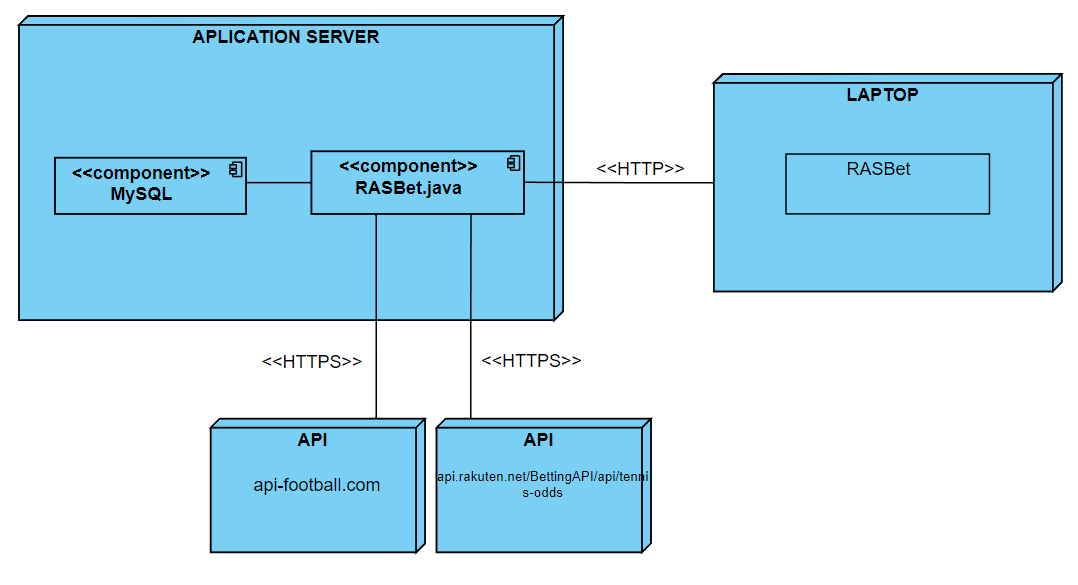 APLICATION SERVER
LAPTOP
<<component>>
MySQL
<<component>>
RASBet.java
<<HTTP>>
RASBet
<<HTTPS>>
<<HTTPS>>
API
api-football.com
API
api.rakuten.net/BettingAPI/api/tenni
s-odds